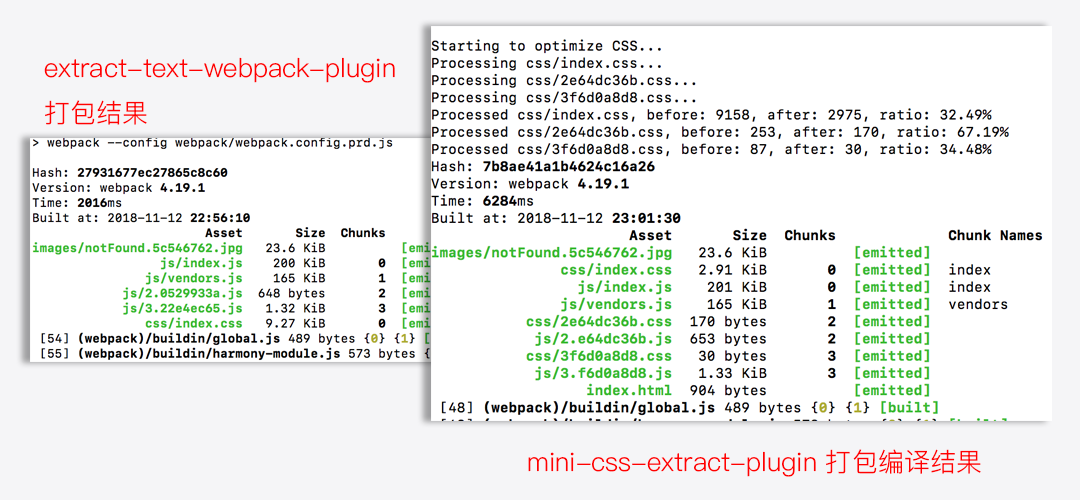 extract-text-webpack-plugin
打包结果
> webpack --config webpack/webpack.config.prd.js
Hash: 27931677ec27865c8c60
Version: webpack 4.19.1
Time: 2016ms
Built at: 2018-11-12 22:56:10
Asset Size Chunks
images/notFound.5c546762.jpg 23.6 KiB [emi
js/index.js 200 KiB 0 [emi
js/vendors.js 165 KiB 1 [emi
js/2.0529933a.js 648 bytes 2 [emi
js/3.22e4ec65.js 1.32 KiB 3 [emi
css/index.css 9.27 KiB 0 [emi
[54] (webpack)/buildin/global.js 489 bytes {0} {1} [
[55] (webpack)/buildin/harmony-module.js 573 bytes {
Starting to optimize CSS...
Processing css/index.css...
Processing css/2e64dc36b.css...
Processing css/3f6d0a8d8.css...
Processed css/index.css, before: 9158, after: 2975, ratio: 32.49%
Processed css/2e64dc36b.css, before: 253, after: 170, ratio: 67.19%
Processed css/3f6d0a8d8.css, before: 87, after: 30, ratio: 34.48%
Hash: 7b8ae41a1b4624c16a26
Version: webpack 4.19.1
Time: 6284ms
Built at: 2018-11-12 23:01:30
Asset Size Chunks Chunk Names
images/notFound.5c546762.jpg 23.6 KiB [emitted]
css/index.css 2.91 KiB 0 [emitted] index
js/index.js 201 KiB 0 [emitted] index
js/vendors.js 165 KiB 1 [emitted] vendors
css/2e64dc36b.css 170 bytes 2 [emitted]
js/2.e64dc36b.js 653 bytes 2 [emitted]
css/3f6d0a8d8.css 30 bytes 3 [emitted]
js/3.f6d0a8d8.js 1.33 KiB 3 [emitted]
index.html 904 bytes [emitted]
[48] (webpack)/buildin/global.js 489 bytes {0} {1} [built]
mini-css-extract-plugin 打包编译结果